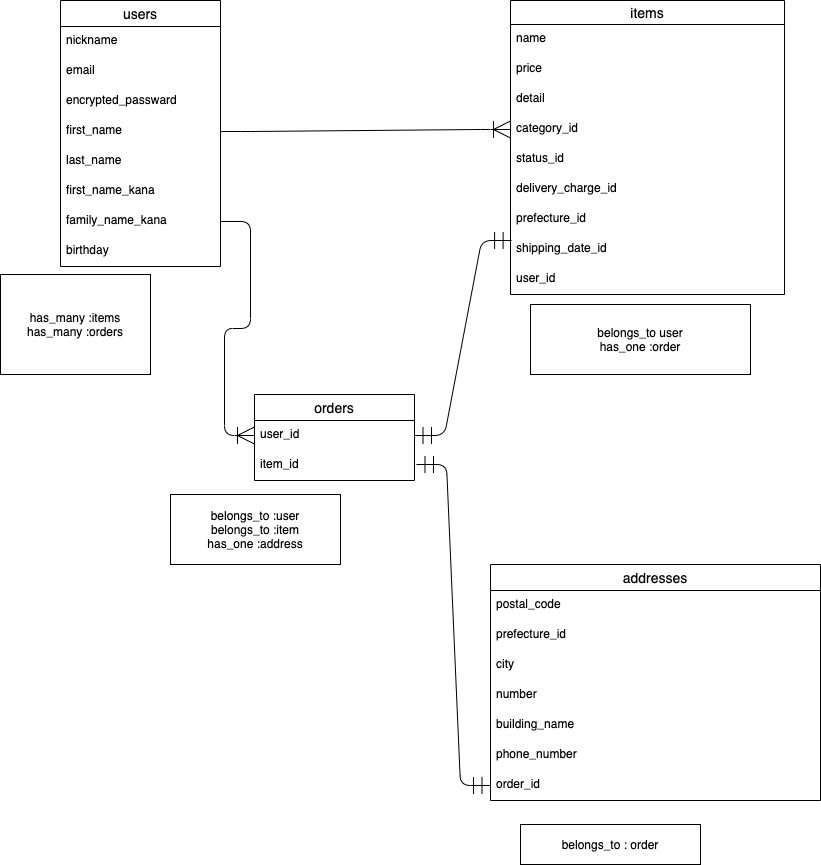 users
nickname
email
encrypted_passward
first_name
last_name
first_name_kana
family_name_kana
birthday
has_many :items
has_many :orders
items
name
price
detail
category_id
status_id
delivery_charge_id
prefecture_id
shipping_date_id
user_id
belongs_to user
has_one :order
orders
user_id
item_id
belongs_to :user
belongs_to :item
has_one :address
addresses
postal_code
prefecture_id
city
number
building_name
phone_number
order_id
belongs_to : order